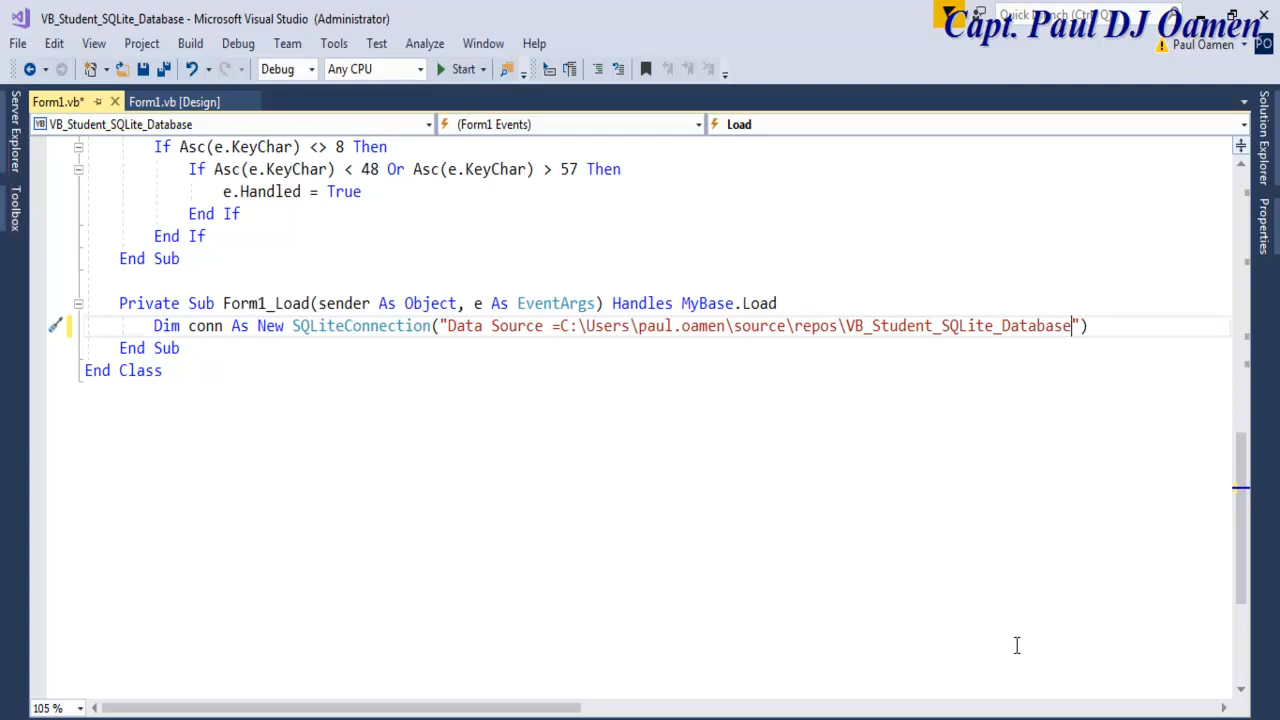 VB_Student_SQLite_Database - Microsoft Visual Studio (Administrator)
Capt. Paul DJ Oamen
File Edit View Project Build Debug Team Tools Test Analyze Window Help
Paul Oamen PO
Debug Any CPU Start
Form1.vb* Form1.vb [Design]
VB_Student_SQLite_Database (Form1 Events) Load
Server Explorer
Toolbox
Solution Explorer
Properties
If Asc(e.KeyChar) <> 8 Then
If Asc(e.KeyChar) < 48 Or Asc(e.KeyChar) > 57 Then
e.Handled = True
End If
End If
End Sub
Private Sub Form1_Load(sender As Object, e As EventArgs) Handles MyBase.Load
Dim conn As New SQLiteConnection("Data Source =C:\Users\paul.oamen\source\repos\VB_Student_SQLite_Database")
End Sub
End Class
105 %